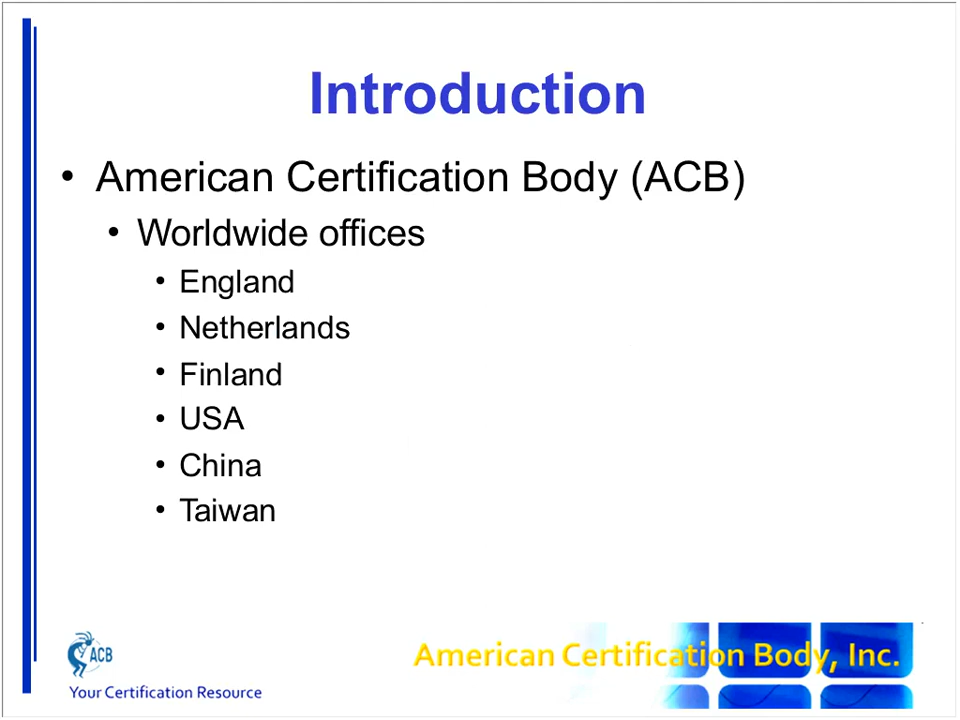 Introduction
• American Certification Body (ACB)
• Worldwide offices
• England
• Netherlands
• Finland
• USA
• China
• Taiwan
ACB
Your Certification Resource
American Certification Body, Inc.